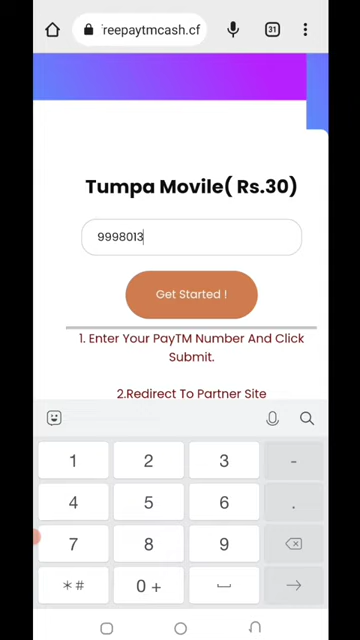 reepaytmcash.cf
31
Tumpa Movile( Rs.30)
9998013
Get Started !
1. Enter Your PayTM Number And Click
Submit.
2.Redirect To Partner Site
1 2 3 -
4 5 6 .
7 8 9
*# 0 +